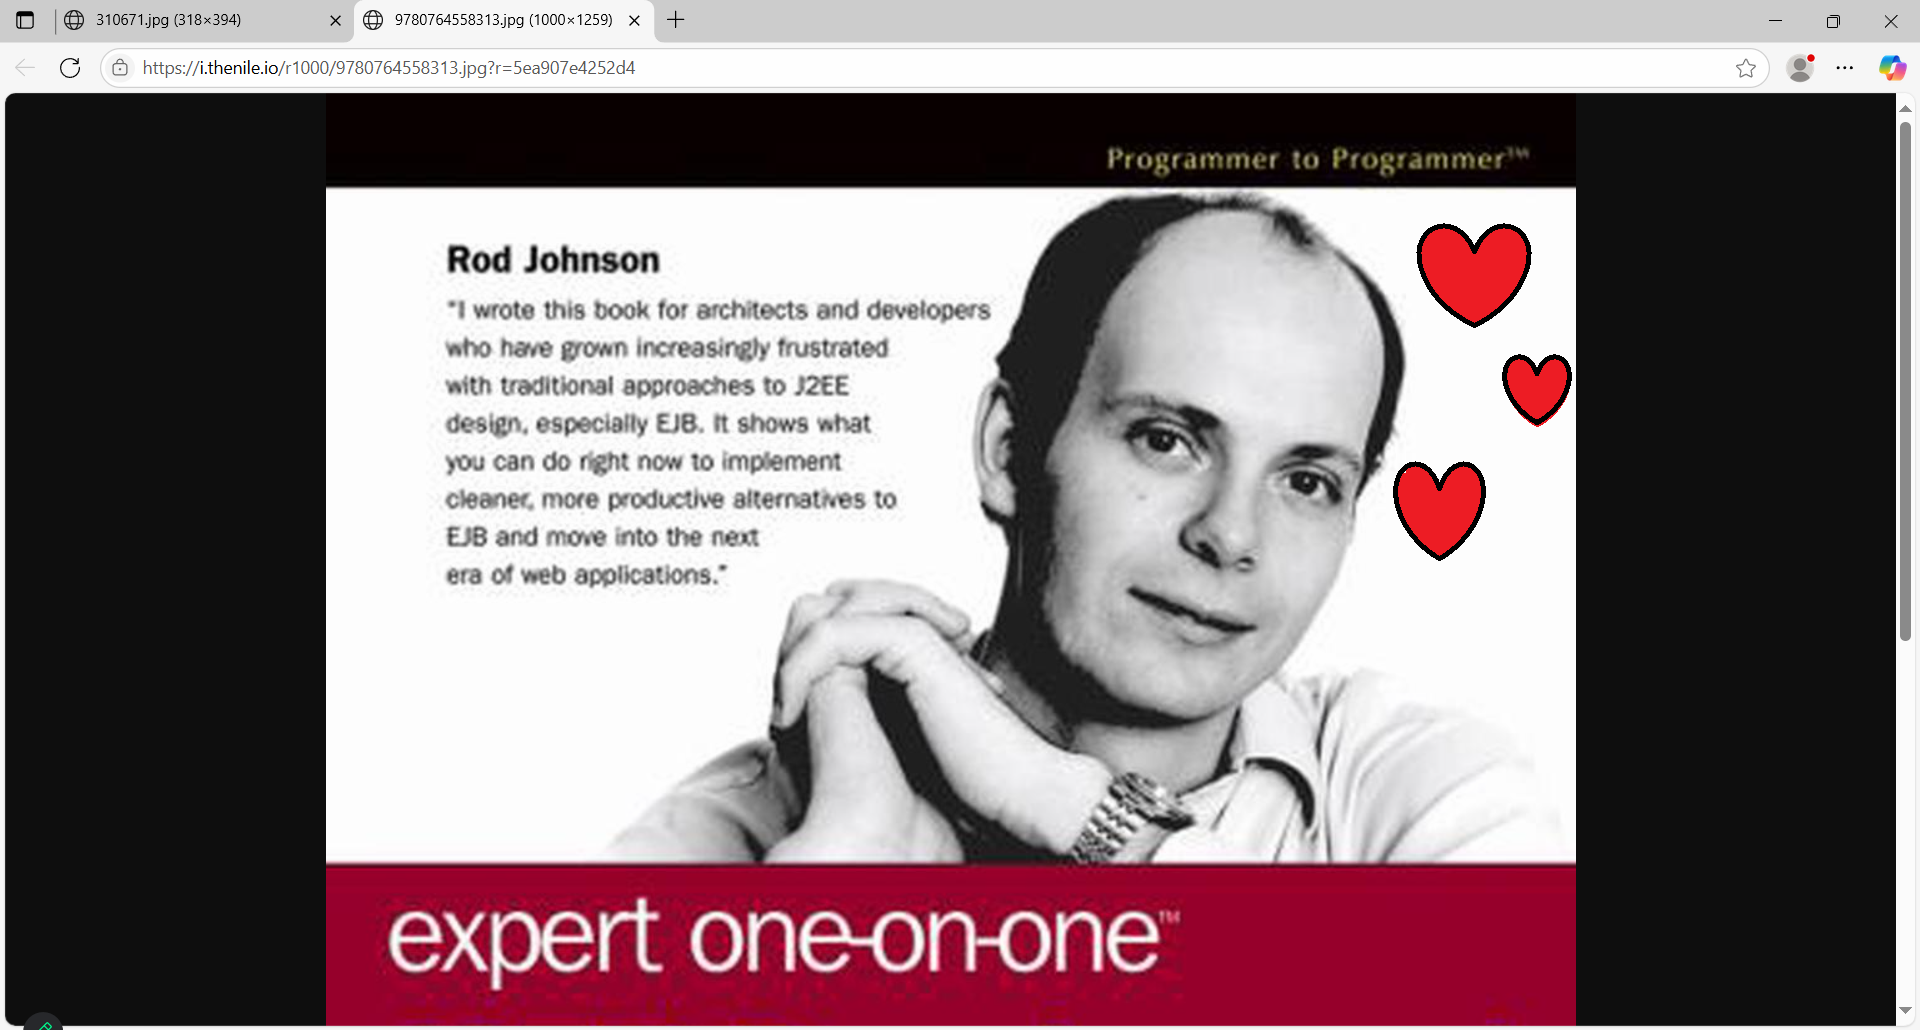 310671.jpg (318×394)
9780764558313.jpg (1000×1259)
https://i.thenile.io/r1000/9780764558313.jpg?r=5ea907e4252d4
Programmer to Programmer™
Rod Johnson
"I wrote this book for architects and developers
who have grown increasingly frustrated
with traditional approaches to J2EE
design, especially EJB. It shows what
you can do right now to implement
cleaner, more productive alternatives to
EJB and move into the next
era of web applications."
expert one-on-one™